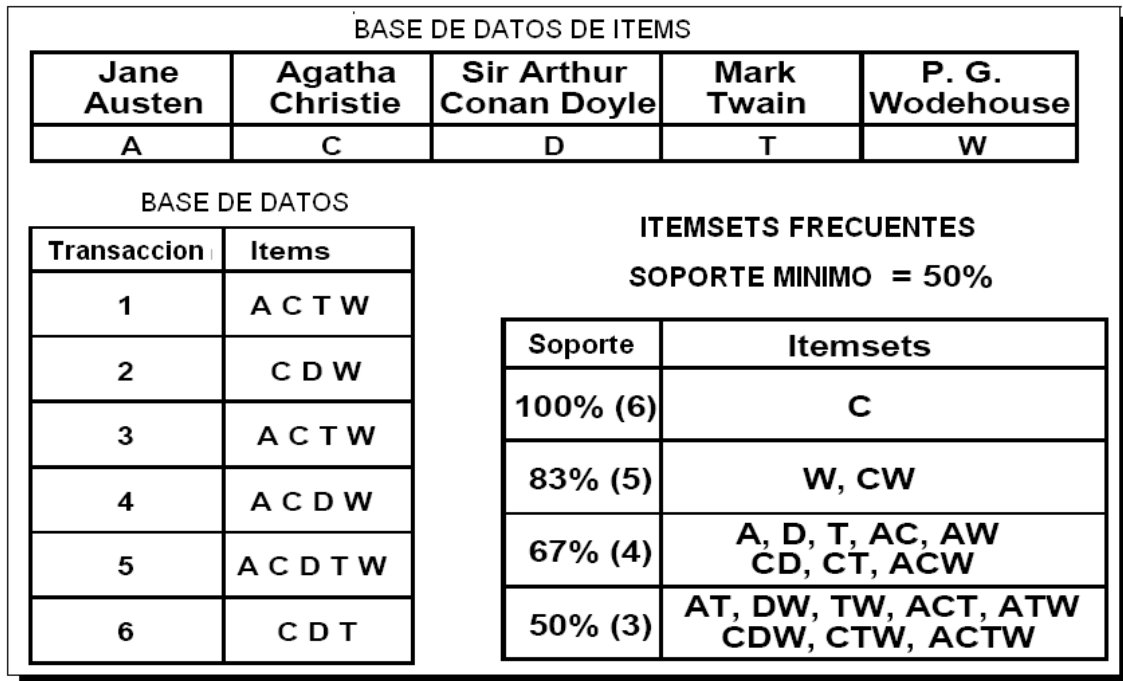 BASE DE DATOS DE ITEMS
Jane Austen
Agatha Christie
Sir Arthur Conan Doyle
Mark Twain
P. G. Wodehouse
A
C
D
T
W
BASE DE DATOS
Transaccion
Items
1
A C T W
2
C D W
3
A C T W
4
A C D W
5
A C D T W
6
C D T
ITEMSETS FRECUENTES
SOPORTE MINIMO = 50%
Soporte
Itemsets
100% (6)
C
83% (5)
W, CW
67% (4)
A, D, T, AC, AW
CD, CT, ACW
50% (3)
AT, DW, TW, ACT, ATW
CDW, CTW, ACTW